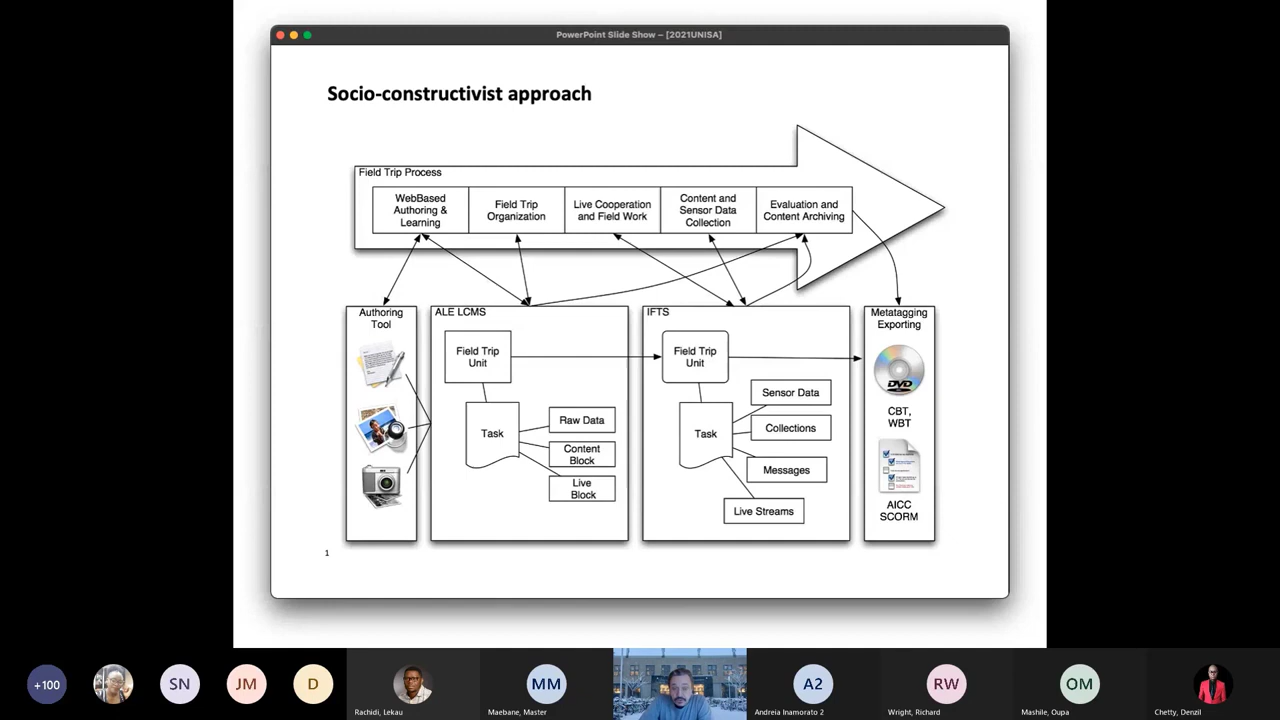 PowerPoint Slide Show – [2021UNISA]
Socio-constructivist approach
Field Trip Process
WebBased
Authoring &
Learning
Field Trip
Organization
Live Cooperation
and Field Work
Content and
Sensor Data
Collection
Evaluation and
Content Archiving
Authoring
Tool
ALE LCMS
Field Trip
Unit
Task
Raw Data
Content
Block
Live
Block
IFTS
Field Trip
Unit
Task
Sensor Data
Collections
Messages
Live Streams
Metatagging
Exporting
DVD
CBT,
WBT
AICC
SCORM
1
+100
SN
JM
D
Rachidi, Lekau
MM
Maebane, Master
A2
Andreia Inamorato 2
RW
Wright, Richard
OM
Mashile, Oupa
Chetty, Denzil